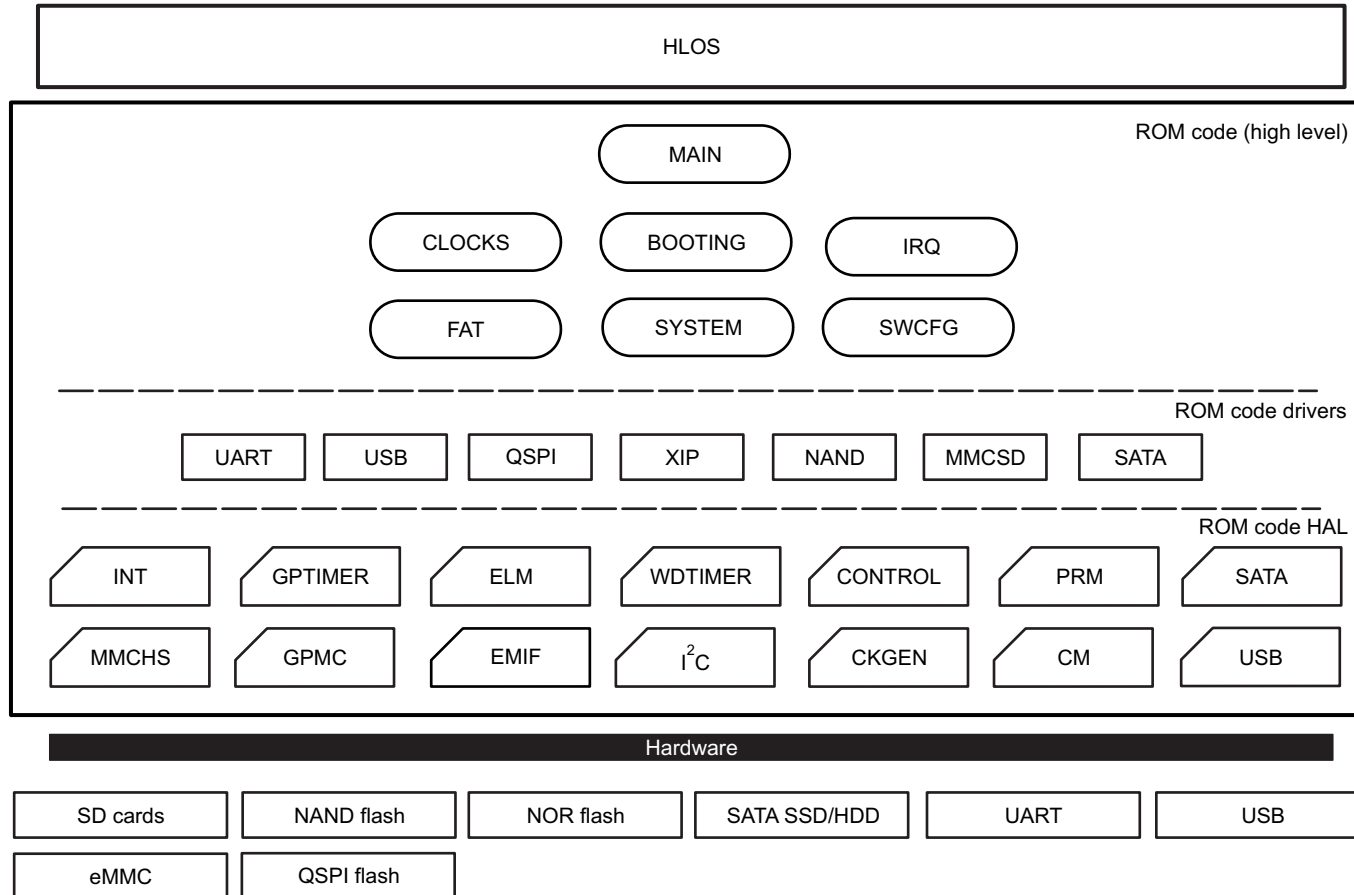 HLOS
ROM code (high level)
MAIN
CLOCKS
BOOTING
IRQ
FAT
SYSTEM
SWCFG
ROM code drivers
UART
USB
QSPI
XIP
NAND
MMCSD
SATA
ROM code HAL
INT
GPTIMER
ELM
WDTIMER
CONTROL
PRM
SATA
MMCHS
GPMC
EMIF
I²C
CKGEN
CM
USB
Hardware
SD cards
NAND flash
NOR flash
SATA SSD/HDD
UART
USB
eMMC
QSPI flash